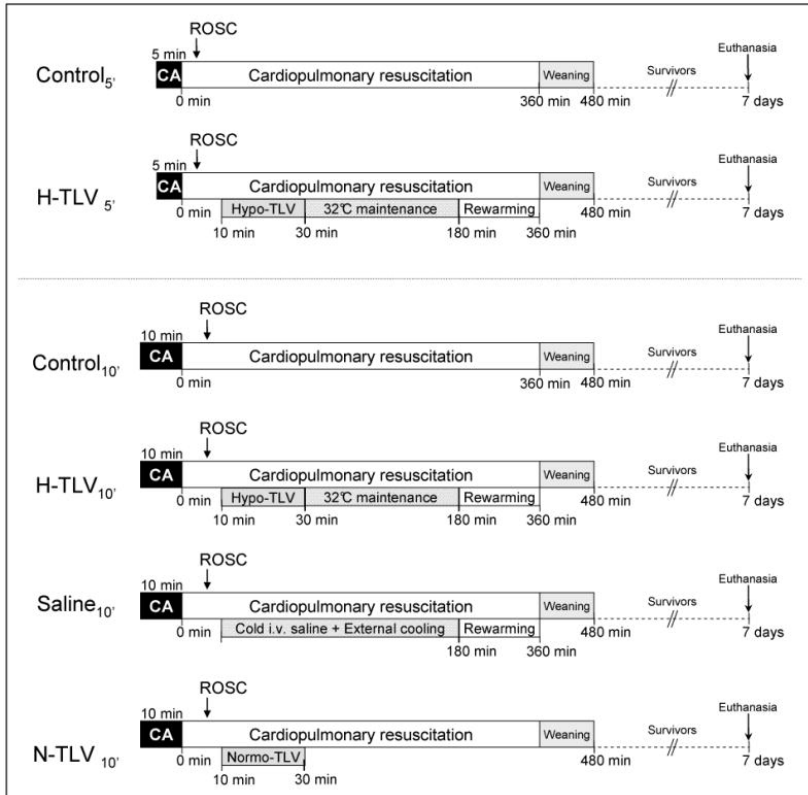 ROSC
5 min
Euthanasia
Control5'
CA
Cardiopulmonary resuscitation
Weaning
Survivors
0 min
360 min
480 min
7 days
ROSC
5 min
Euthanasia
H-TLV 5'
CA
Cardiopulmonary resuscitation
Weaning
Survivors
0 min
Hypo-TLV
32°C maintenance
Rewarming
480 min
7 days
10 min
30 min
180 min
360 min
ROSC
10 min
Euthanasia
Control10'
CA
Cardiopulmonary resuscitation
Weaning
Survivors
0 min
360 min
480 min
7 days
ROSC
10 min
Euthanasia
H-TLV10'
CA
Cardiopulmonary resuscitation
Weaning
Survivors
0 min
Hypo-TLV
32°C maintenance
Rewarming
480 min
7 days
10 min
30 min
180 min
360 min
ROSC
10 min
Euthanasia
Saline10'
CA
Cardiopulmonary resuscitation
Weaning
Survivors
0 min
Cold i.v. saline + External cooling
Rewarming
480 min
7 days
180 min
360 min
ROSC
10 min
Euthanasia
N-TLV 10'
CA
Cardiopulmonary resuscitation
Weaning
Survivors
0 min
Normo-TLV
480 min
7 days
10 min
30 min